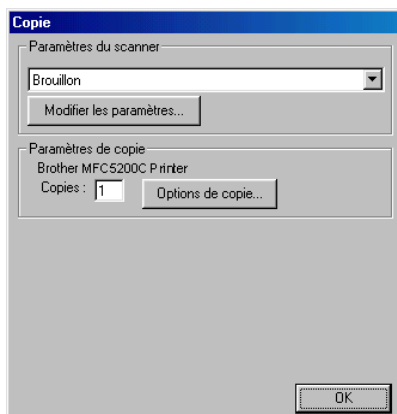 Copie
Paramètres du scanner
Brouillon
Modifier les paramètres...
Paramètres de copie
Brother MFC5200C Printer
Copies : 1 Options de copie...
OK